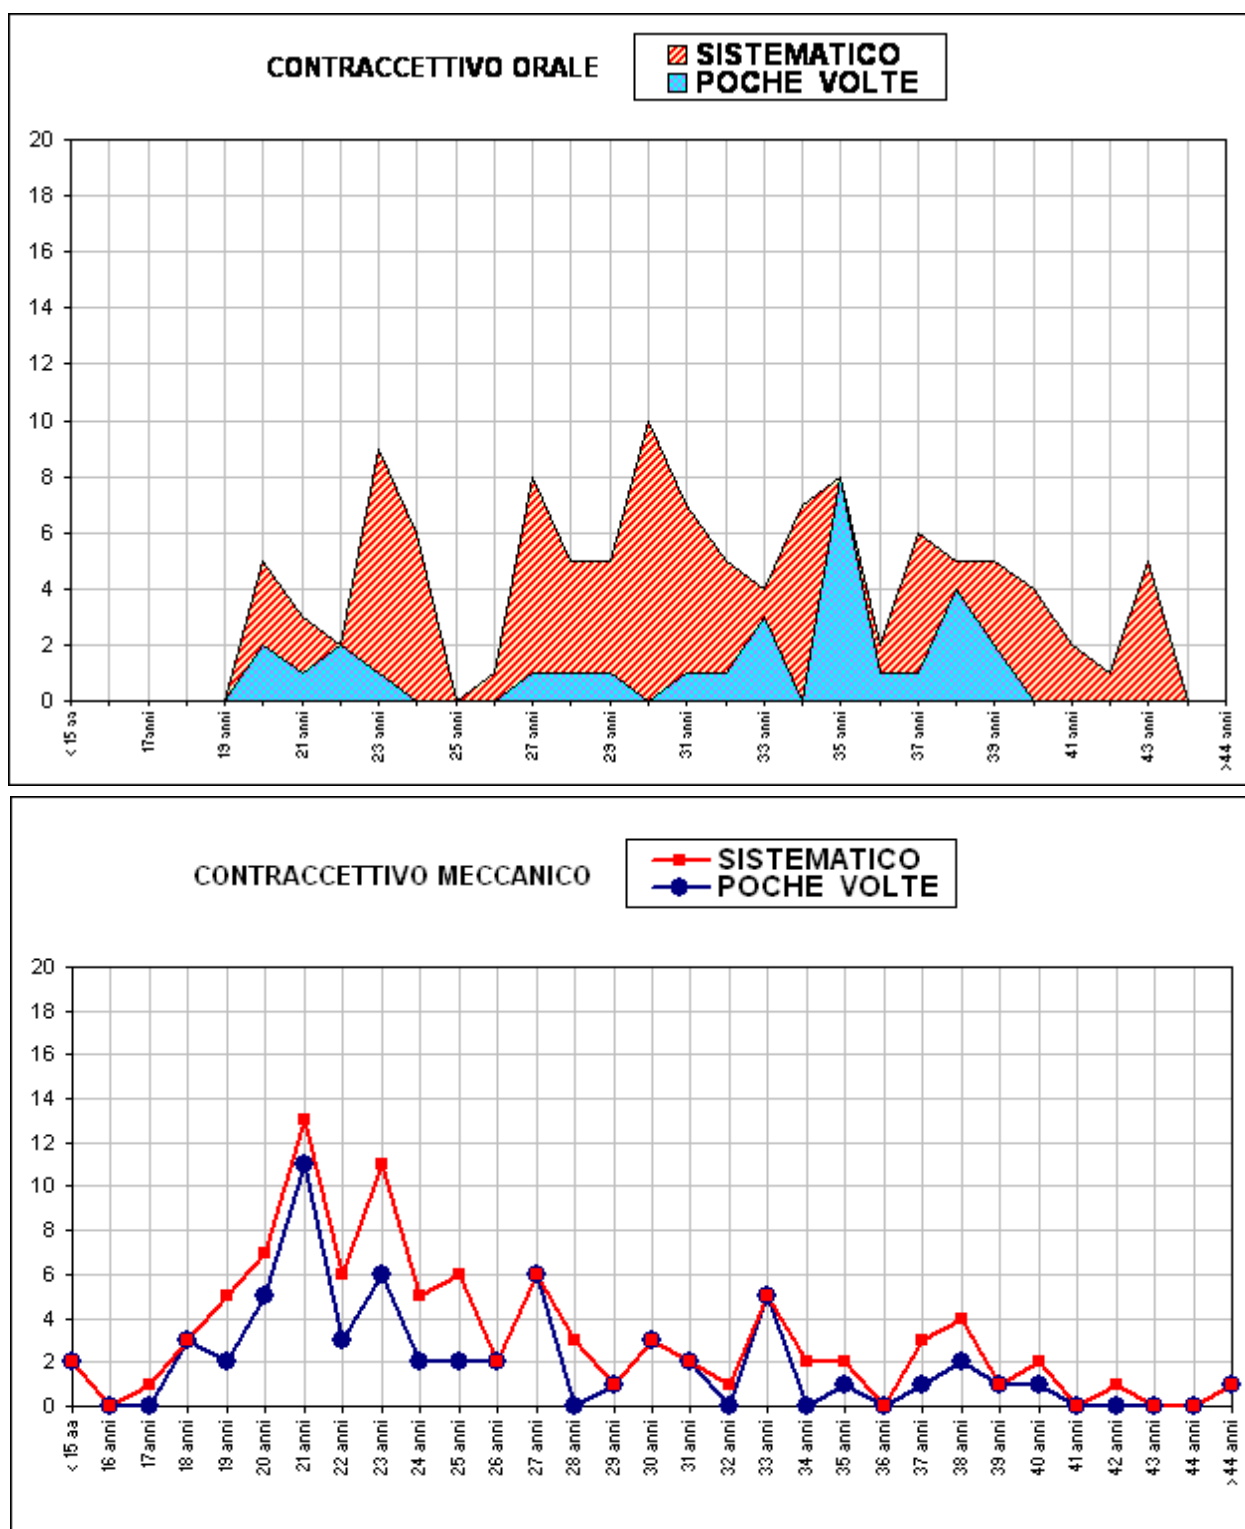 CONTRACCETTIVO ORALE
SISTEMATICO
POCHE VOLTE
20
18
16
14
12
10
8
6
4
2
0
< 15 aa
17anni
19 anni
21 anni
23 anni
25 anni
27 anni
29 anni
31 anni
33 anni
35 anni
37 anni
39 anni
41 anni
43 anni
>44 anni
CONTRACCETTIVO MECCANICO
SISTEMATICO
POCHE VOLTE
20
18
16
14
12
10
8
6
4
2
0
< 15 aa
16 anni
17anni
18 anni
19 anni
20 anni
21 anni
22 anni
23 anni
24 anni
25 anni
26 anni
27 anni
28 anni
29 anni
30 anni
31 anni
32 anni
33 anni
34 anni
35 anni
36 anni
37 anni
38 anni
39 anni
40 anni
41 anni
42 anni
43 anni
44 anni
>44 anni